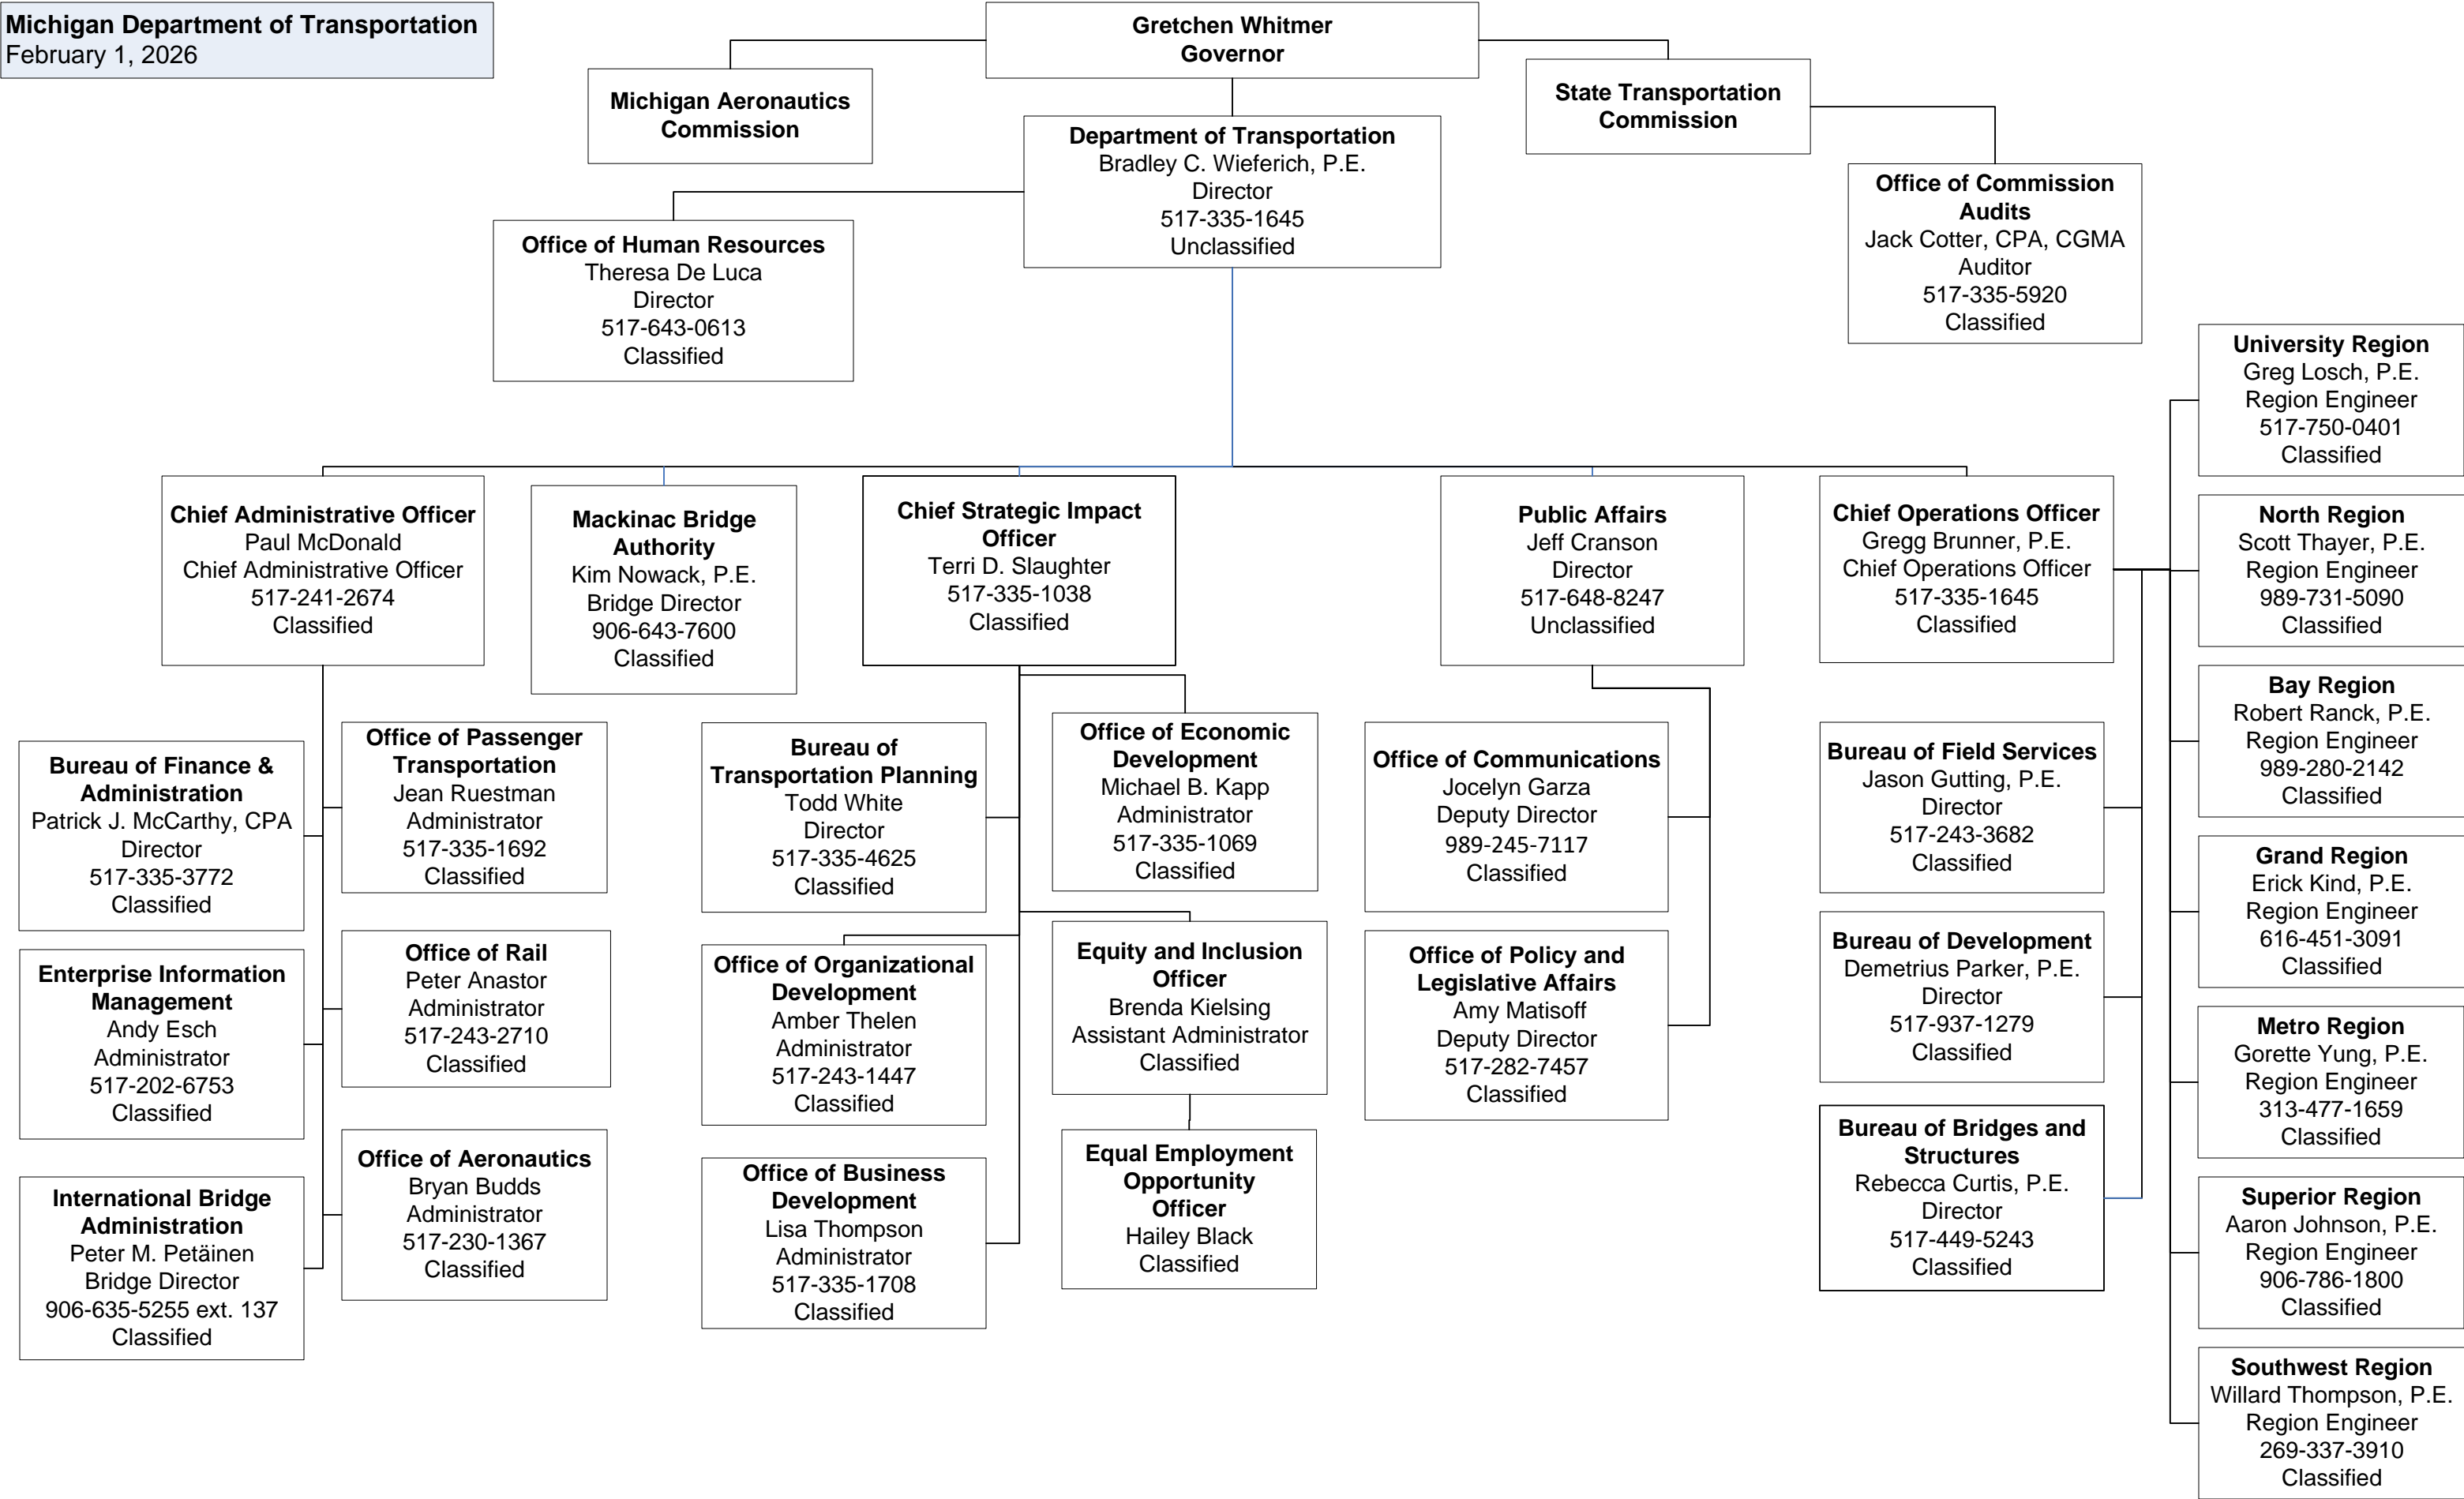 Michigan Department of Transportation
February 1, 2026
Gretchen Whitmer
Governor
Michigan Aeronautics
Commission
State Transportation
Commission
Department of Transportation
Bradley C. Wieferich, P.E.
Director
517-335-1645
Unclassified
Office of Commission
Audits
Jack Cotter, CPA, CGMA
Auditor
517-335-5920
Classified
Office of Human Resources
Theresa De Luca
Director
517-643-0613
Classified
Chief Administrative Officer
Paul McDonald
Chief Administrative Officer
517-241-2674
Classified
Mackinac Bridge
Authority
Kim Nowack, P.E.
Bridge Director
906-643-7600
Classified
Chief Strategic Impact
Officer
Terri D. Slaughter
517-335-1038
Classified
Public Affairs
Jeff Cranson
Director
517-648-8247
Unclassified
Chief Operations Officer
Gregg Brunner, P.E.
Chief Operations Officer
517-335-1645
Classified
Bureau of Finance &
Administration
Patrick J. McCarthy, CPA
Director
517-335-3772
Classified
Office of Passenger
Transportation
Jean Ruestman
Administrator
517-335-1692
Classified
Enterprise Information
Management
Andy Esch
Administrator
517-202-6753
Classified
Office of Rail
Peter Anastor
Administrator
517-243-2710
Classified
International Bridge
Administration
Peter M. Petäinen
Bridge Director
906-635-5255 ext. 137
Classified
Office of Aeronautics
Bryan Budds
Administrator
517-230-1367
Classified
Bureau of
Transportation Planning
Todd White
Director
517-335-4625
Classified
Office of Economic
Development
Michael B. Kapp
Administrator
517-335-1069
Classified
Office of Organizational
Development
Amber Thelen
Administrator
517-243-1447
Classified
Equity and Inclusion
Officer
Brenda Kielsing
Assistant Administrator
Classified
Office of Business
Development
Lisa Thompson
Administrator
517-335-1708
Classified
Equal Employment
Opportunity
Officer
Hailey Black
Classified
Office of Communications
Jocelyn Garza
Deputy Director
989-245-7117
Classified
Office of Policy and
Legislative Affairs
Amy Matisoff
Deputy Director
517-282-7457
Classified
Bureau of Field Services
Jason Gutting, P.E.
Director
517-243-3682
Classified
Bureau of Development
Demetrius Parker, P.E.
Director
517-937-1279
Classified
Bureau of Bridges and
Structures
Rebecca Curtis, P.E.
Director
517-449-5243
Classified
University Region
Greg Losch, P.E.
Region Engineer
517-750-0401
Classified
North Region
Scott Thayer, P.E.
Region Engineer
989-731-5090
Classified
Bay Region
Robert Ranck, P.E.
Region Engineer
989-280-2142
Classified
Grand Region
Erick Kind, P.E.
Region Engineer
616-451-3091
Classified
Metro Region
Gorette Yung, P.E.
Region Engineer
313-477-1659
Classified
Superior Region
Aaron Johnson, P.E.
Region Engineer
906-786-1800
Classified
Southwest Region
Willard Thompson, P.E.
Region Engineer
269-337-3910
Classified